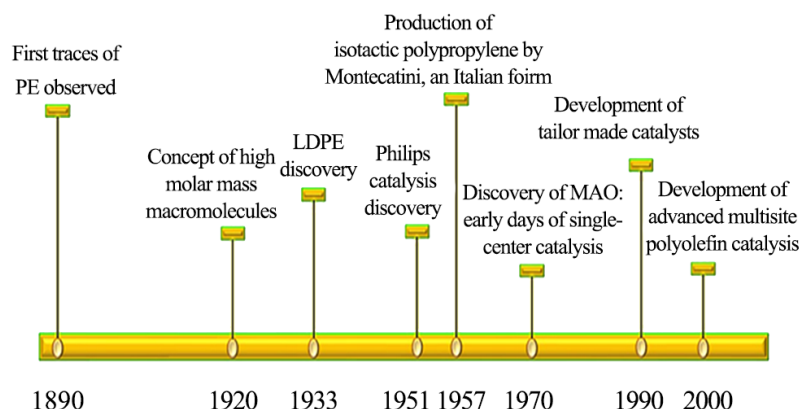 First traces of
PE observed
Concept of high
molar mass
macromolecules
LDPE
discovery
Philips
catalysis
discovery
Production of
isotactic polypropylene by
Montecatini, an Italian foirm
Discovery of MAO:
early days of single-
center catalysis
Development of
tailor made catalysts
Development of
advanced multisite
polyolefin catalysis
1890
1920
1933
1951
1957
1970
1990
2000